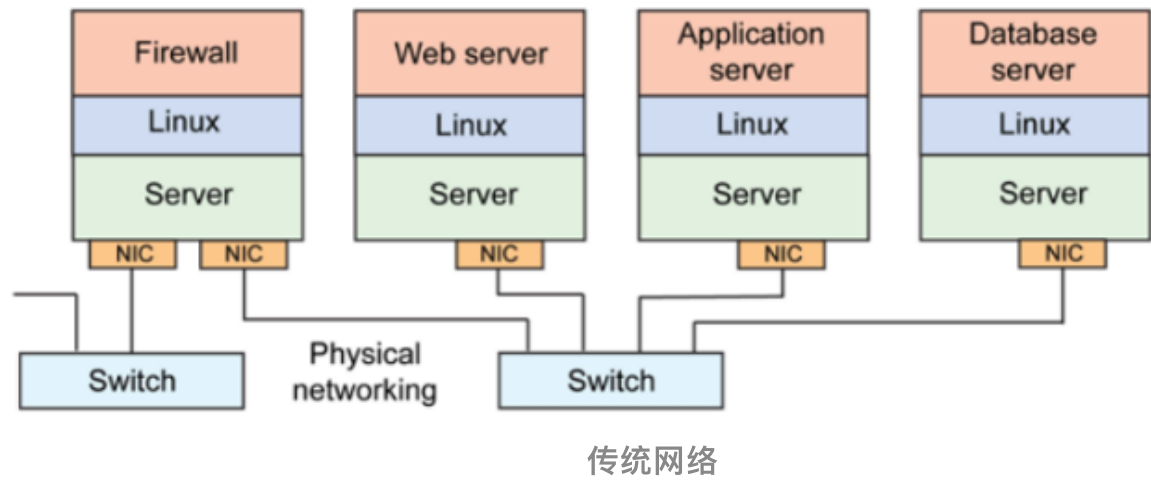 Firewall
Linux
Server
NIC
NIC
Web server
Linux
Server
NIC
Application
server
Linux
Server
NIC
Database
server
Linux
Server
NIC
Switch
Physical
networking
Switch
传统网络